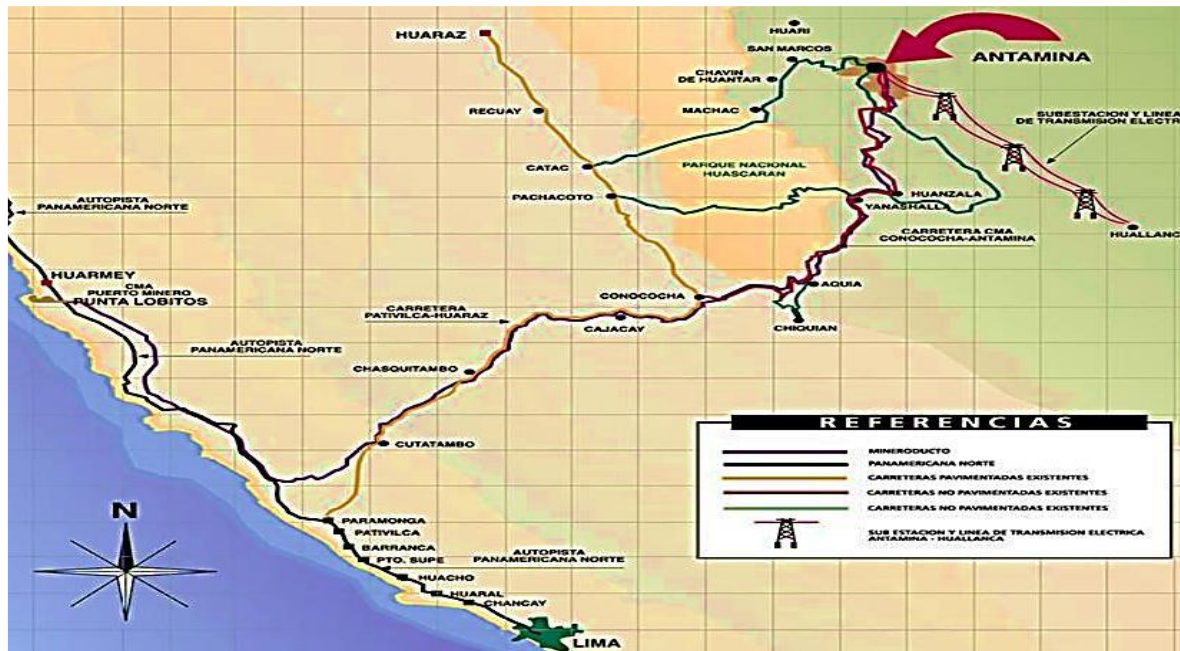 HUARAZ
HUARI
SAN MARCOS
ANTAMINA
CHAVIN
DE HUANTAR
RECUAY
MACHAC
SUBESTACION Y LINEA
DE TRANSMISION ELECTR
CATAC
PARQUE NACIONAL
HUASCARAN
PACHACOTO
HUANZALA
YANASHALLA
AUTOPISTA
PANAMERICANA NORTE
HUALLANC
CARRETERA CMA
CONOCOCHA-ANTAMINA
HUARMEY
CMA
PUERTO MINERO
PUNTA LOBITOS
AQUIA
CONOCOCHA
CARRETERA
PATIVILCA-HUARAZ
CAJACAY
CHIQUIAN
AUTOPISTA
PANAMERICANA NORTE
CHASQUITAMBO
CUTATAMBO
REFERENCIAS
MINERODUCTO
PANAMERICANA NORTE
CARRETERAS PAVIMENTADAS EXISTENTES
CARRETERAS NO PAVIMENTADAS EXISTENTES
CARRETERAS NO PAVIMENTADAS EXISTENTES
SUB ESTACION Y LINEA DE TRANSMISION ELECTRICA
ANTAMINA - HUALLANCA
N
PARAMONGA
PATIVILCA
BARRANCA
PTO. SUPE
AUTOPISTA
PANAMERICANA NORTE
HUACHO
HUARAL
CHANCAY
LIMA